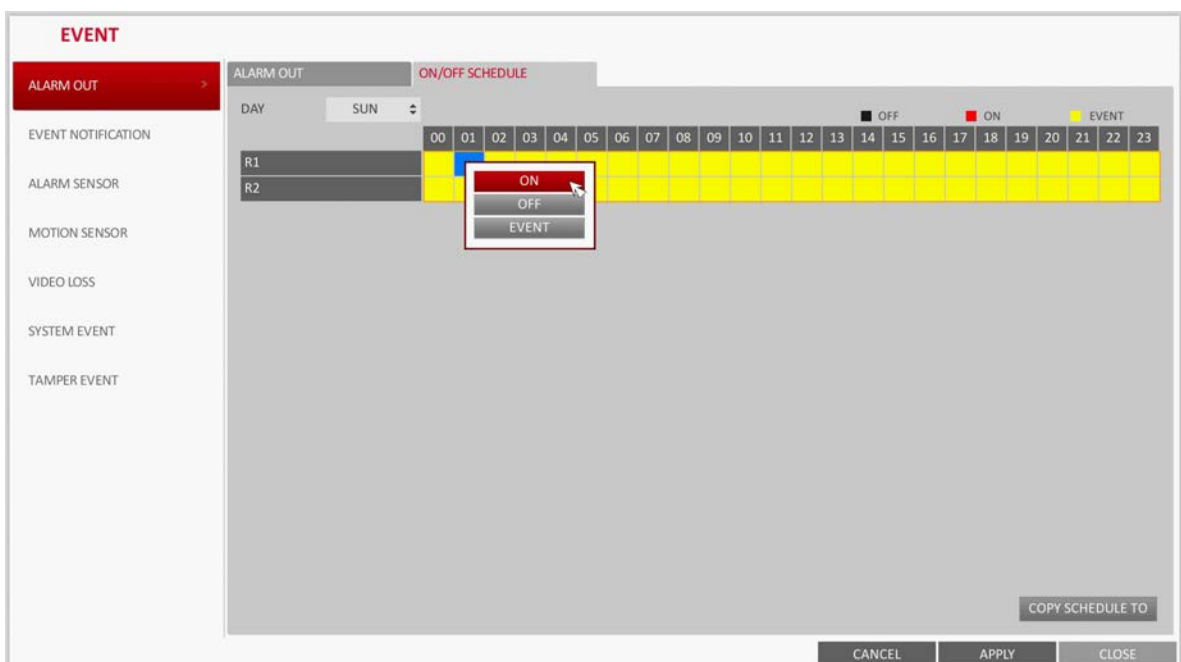 EVENT
ALARM OUT >
EVENT NOTIFICATION
ALARM SENSOR
MOTION SENSOR
VIDEO LOSS
SYSTEM EVENT
TAMPER EVENT
ALARM OUT ON/OFF SCHEDULE
DAY SUN
OFF ON EVENT
00 01 02 03 04 05 06 07 08 09 10 11 12 13 14 15 16 17 18 19 20 21 22 23
R1
R2
ON
OFF
EVENT
COPY SCHEDULE TO
CANCEL APPLY CLOSE